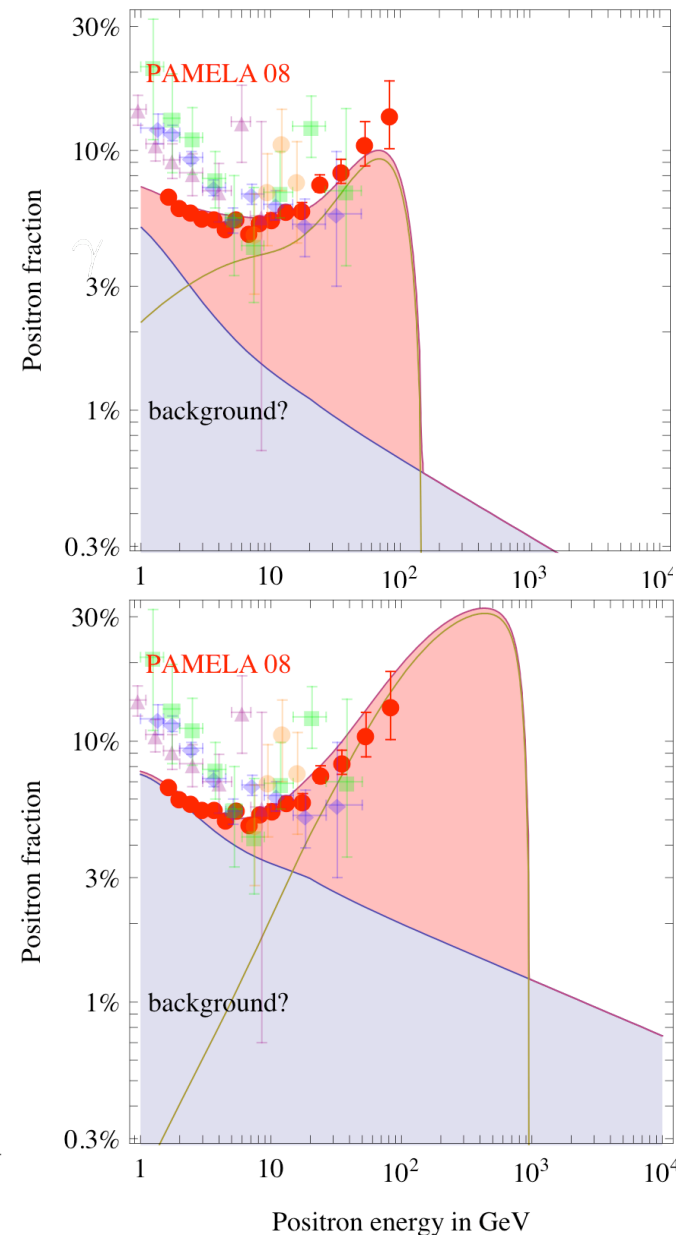 30%
PAMELA 08
10%
γ
3%
Positron fraction
1%
background?
0.3%
1
10
10²
10³
10⁴
30%
PAMELA 08
10%
3%
Positron fraction
1%
background?
0.3%
1
10
10²
10³
10⁴
Positron energy in GeV